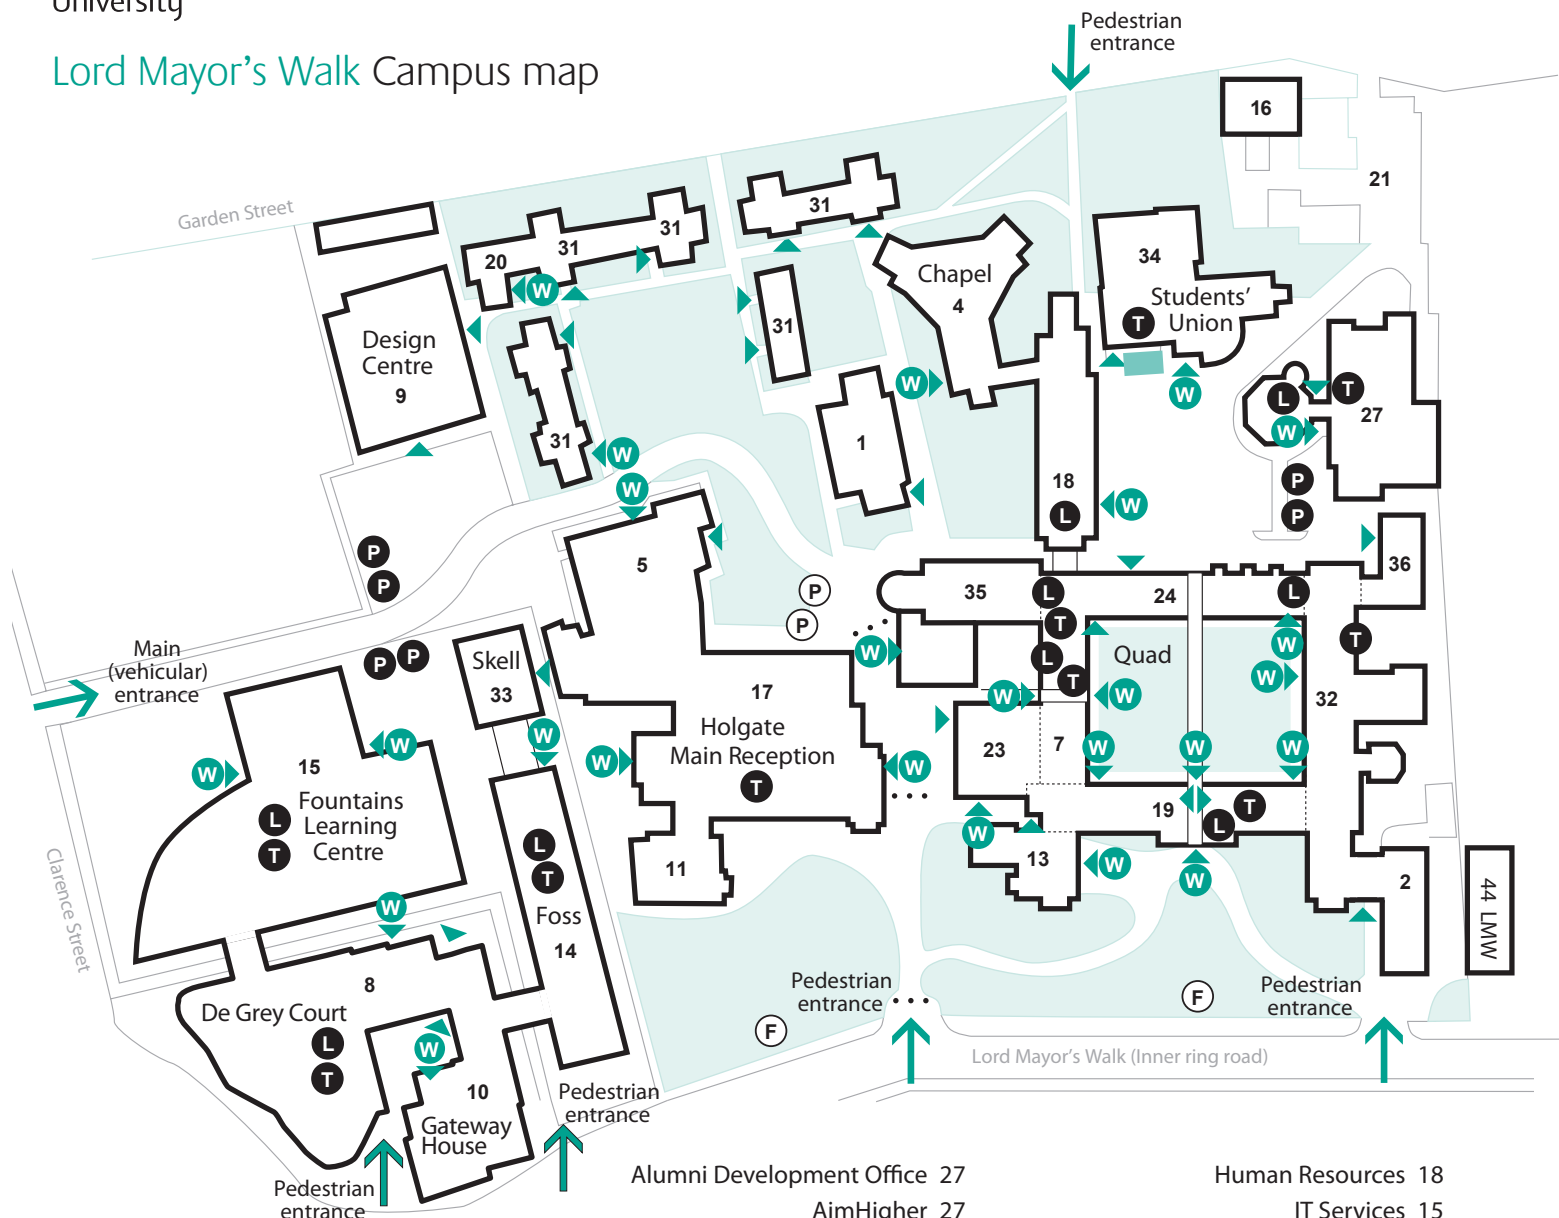 University
Lord Mayor's Walk Campus map
Pedestrian
entrance
16
21
Garden Street
31
31
31
20
34
Students'
Union
T
Chapel
4
W
Design
Centre
9
31
31
1
W
W
W
W
L
T
W
27
18
L
W
P
P
P
P
5
P
P
36
35
L
T
L
T
24
L
T
Quad
W
W
W
W
W
32
Main
(vehicular)
entrance
P
P
Skell
33
W
17
Holgate
Main Reception
T
W
W
W
23
7
W
W
W
15
Fountains
Learning
Centre
L
T
W
W
19
T
L
L
T
Foss
14
11
W
13
W
W
2
44 LMW
Clarence Street
W
8
De Grey Court
L
T
W
10
Gateway
House
Pedestrian
entrance
Pedestrian
entrance
F
F
Lord Mayor's Walk (Inner ring road)
Pedestrian
entrance
Pedestrian
entrance
Alumni Development Office 27
AimHigher 27
Human Resources 18
IT Services 15